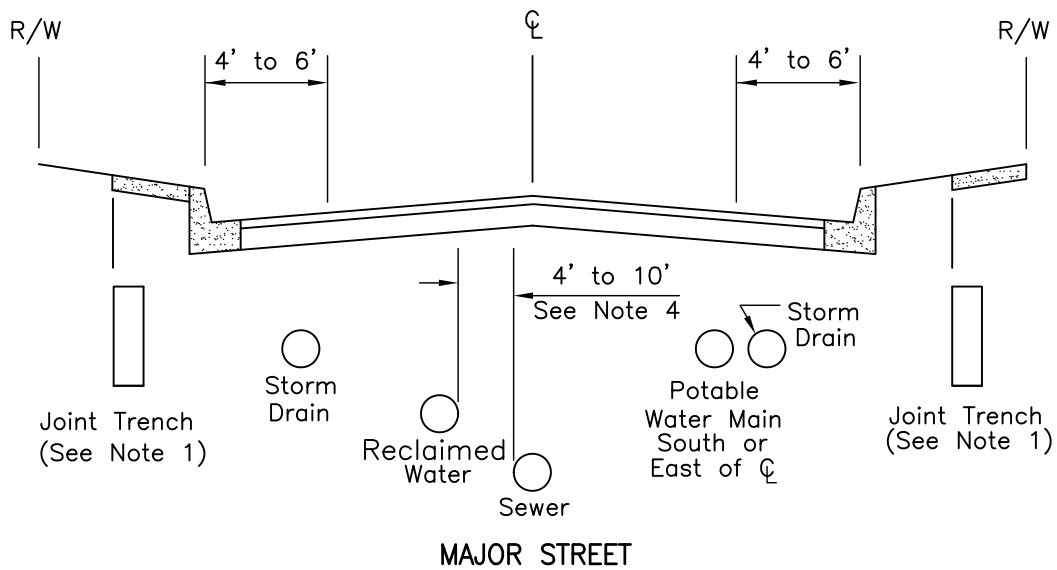 R/W
℄
R/W
4' to 6'
4' to 6'
4' to 10'
See Note 4
Storm
Drain
Storm
Drain
Potable
Water Main
South or
East of ℄
Joint Trench
(See Note 1)
Joint Trench
(See Note 1)
Reclaimed
Water
Sewer
MAJOR STREET